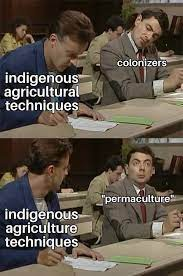 colonizers
indigenous
agricultural
techniques
"permaculture"
indigenous
agriculture
techniques